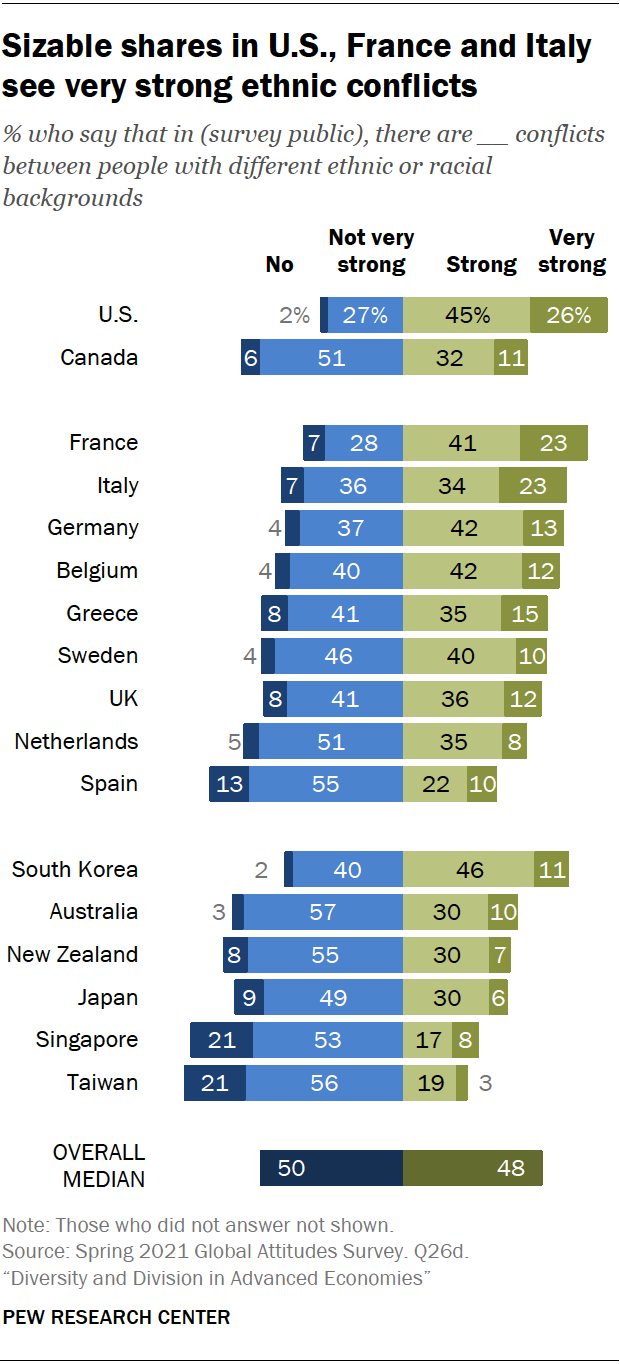 Sizable shares in U.S., France and Italy
see very strong ethnic conflicts
% who say that in (survey public), there are ___ conflicts
between people with different ethnic or racial
backgrounds
No Not very strong Strong Very strong
U.S. 2% 27% 45% 26%
Canada 6 51 32 11
France 7 28 41 23
Italy 7 36 34 23
Germany 4 37 42 13
Belgium 4 40 42 12
Greece 8 41 35 15
Sweden 4 46 40 10
UK 8 41 36 12
Netherlands 5 51 35 8
Spain 13 55 22 10
South Korea 2 40 46 11
Australia 3 57 30 10
New Zealand 8 55 30 7
Japan 9 49 30 6
Singapore 21 53 17 8
Taiwan 21 56 19 3
OVERALL MEDIAN 50 48
Note: Those who did not answer not shown.
Source: Spring 2021 Global Attitudes Survey. Q26d.
“Diversity and Division in Advanced Economies”
PEW RESEARCH CENTER